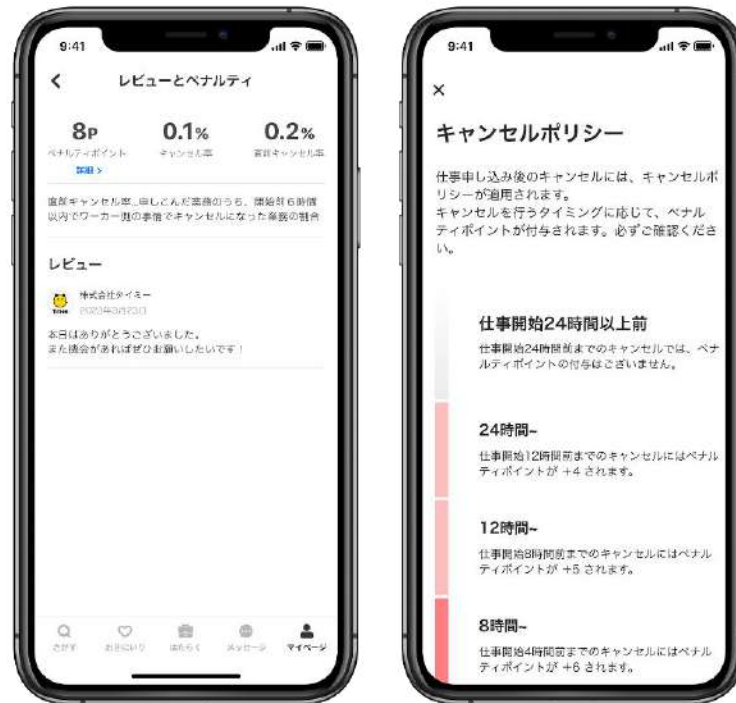 9:41
レビューとペナルティ
8P
0.1%
0.2%
ペナルティポイント
キャンセル率
直前キャンセル率
詳細 >
直前キャンセル率…申しこんだ業務のうち、開始前6時間
以内でワーカー側の事情でキャンセルになった業務の割合
レビュー
株式会社タイミー
2023年3月23日
本日はありがとうございました。
また機会があればぜひお願いしたいです！
さがす
お気にいり
はたらく
メッセージ
マイページ
9:41
×
キャンセルポリシー
仕事申し込み後のキャンセルには、キャンセルポ
リシーが適用されます。
キャンセルを行うタイミングに応じて、ペナル
ティポイントが付与されます。必ずご確認くださ
い。
仕事開始24時間以上前
仕事開始24時間前までのキャンセルでは、ペナ
ルティポイントの付与はございません。
24時間~
仕事開始12時間前までのキャンセルにはペナル
ティポイントが +4 されます。
12時間~
仕事開始8時間前までのキャンセルにはペナル
ティポイントが +5 されます。
8時間~
仕事開始4時間前までのキャンセルにはペナル
ティポイントが +6 されます。